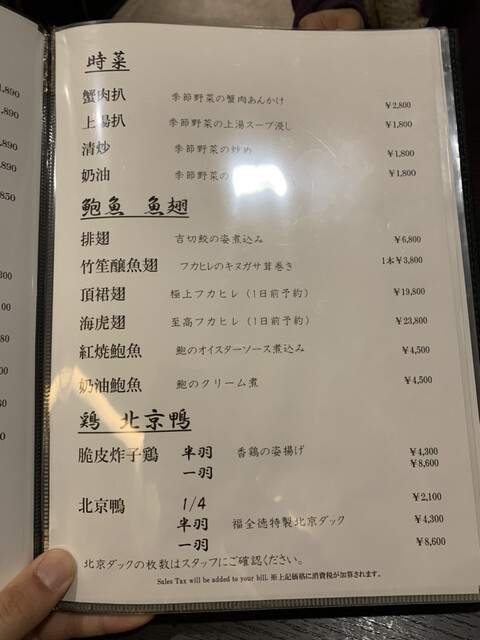 時菜
蟹肉扒 季節野菜の蟹肉あんかけ ¥2,800
上湯扒 季節野菜の上湯スープ浸し ¥1,800
清炒 季節野菜の炒め ¥1,800
奶油 季節野菜の ¥1,800
鮑魚 魚翅
排翅 吉切鮫の姿煮込み ¥6,800
竹笙釀魚翅 フカヒレのキヌガサ茸巻き 1本¥3,800
頂裙翅 極上フカヒレ（1日前予約） ¥19,800
海虎翅 至高フカヒレ（1日前予約） ¥23,800
紅焼鮑魚 鮑のオイスターソース煮込み ¥4,500
奶油鮑魚 鮑のクリーム煮 ¥4,500
鶏 北京鴨
脆皮炸子鶏 半羽 香鶏の姿揚げ ¥4,300
一羽 ¥8,600
北京鴨 1/4 ¥2,100
半羽 福全徳特製北京ダック ¥4,300
一羽 ¥8,600
北京ダックの枚数はスタッフにご確認ください。
Sales Tax will be added to your bill. ※上記価格に消費税が加算されます。